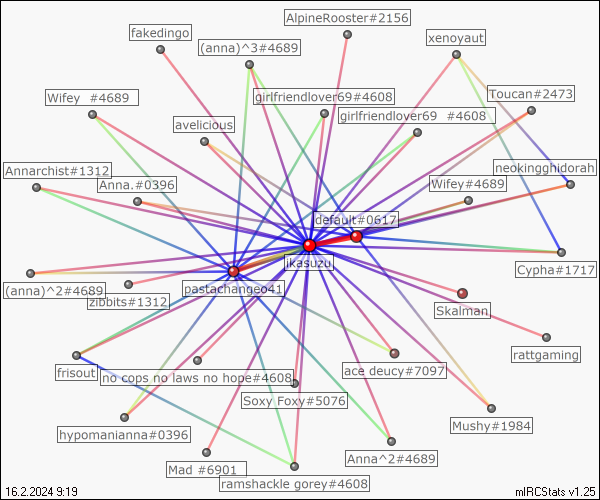 AlpineRooster#2156
fakedingo
xenoyaut
(anna)^3#4689
Wifey  #4689
girlfriendlover69#4608
Toucan#2473
girlfriendlover69  #4608
avelicious
Annarchist#1312
neokingghidorah
Anna.#0396
Wifey#4689
default#0617
ikasuzu
Cypha#1717
(anna)^2#4689
pastachangeo41
zibbits#1312
Skalman
rattgaming
frisout
no cops no laws no hope#4608
ace deucy#7097
Soxy Foxy#5076
Mushy#1984
hypomanianna#0396
Anna^2#4689
Mad #6901
ramshackle gorey#4608
16.2.2024 9:19
mIRCStats v1.25